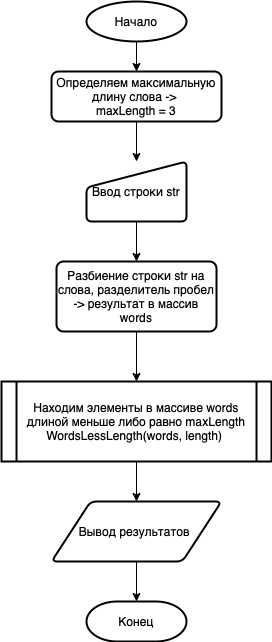 Начало
Определяем максимальную
длину слова ->
maxLength = 3
Ввод строки str
Разбиение строки str на
слова, разделитель пробел
-> результат в массив
words
Находим элементы в массиве words
длиной меньше либо равно maxLength
WordsLessLength(words, length)
Вывод результатов
Конец